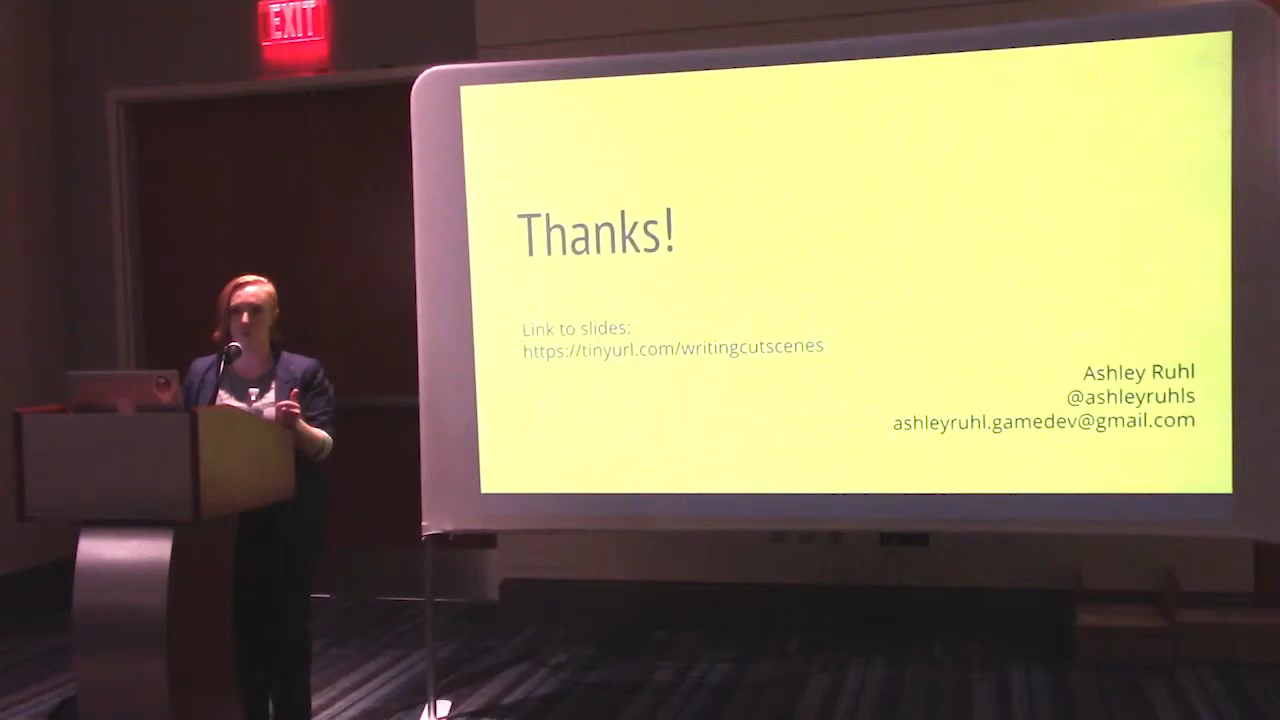 EXIT
Thanks!
Link to slides:
https://tinyurl.com/writingcutscenes
Ashley Ruhl
@ashleyruhls
ashleyruhl.gamedev@gmail.com